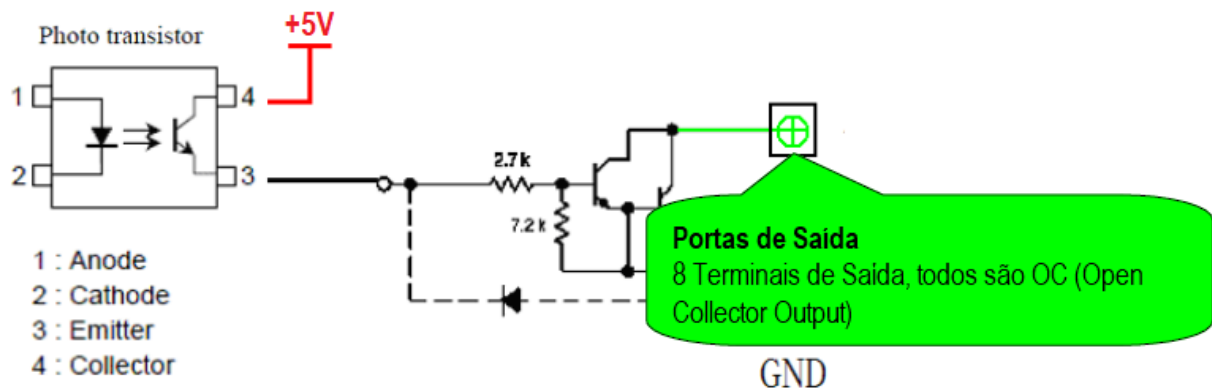 Photo transistor
+5V
1
4
2
3
2.7 k
7.2 k
1 : Anode
2 : Cathode
3 : Emitter
4 : Collector
Portas de Saída
8 Terminais de Saída, todos são OC (Open
Collector Output)
GND